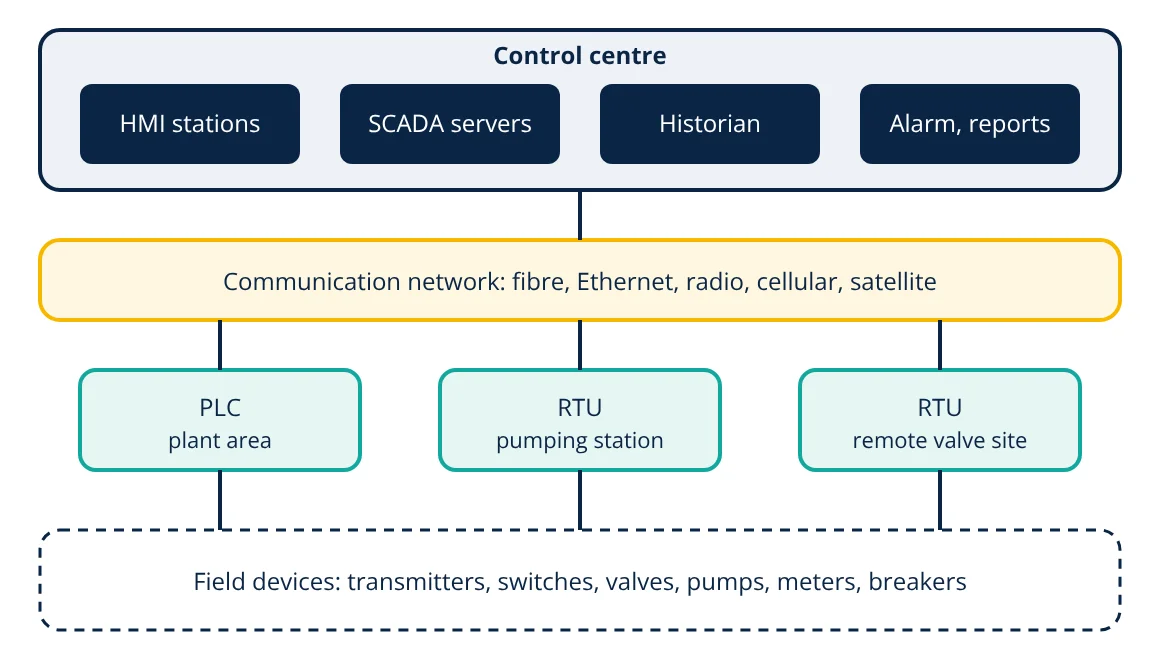 Control centre
HMI stations
SCADA servers
Historian
Alarm, reports
Communication network: fibre, Ethernet, radio, cellular, satellite
PLC
plant area
RTU
pumping station
RTU
remote valve site
Field devices: transmitters, switches, valves, pumps, meters, breakers